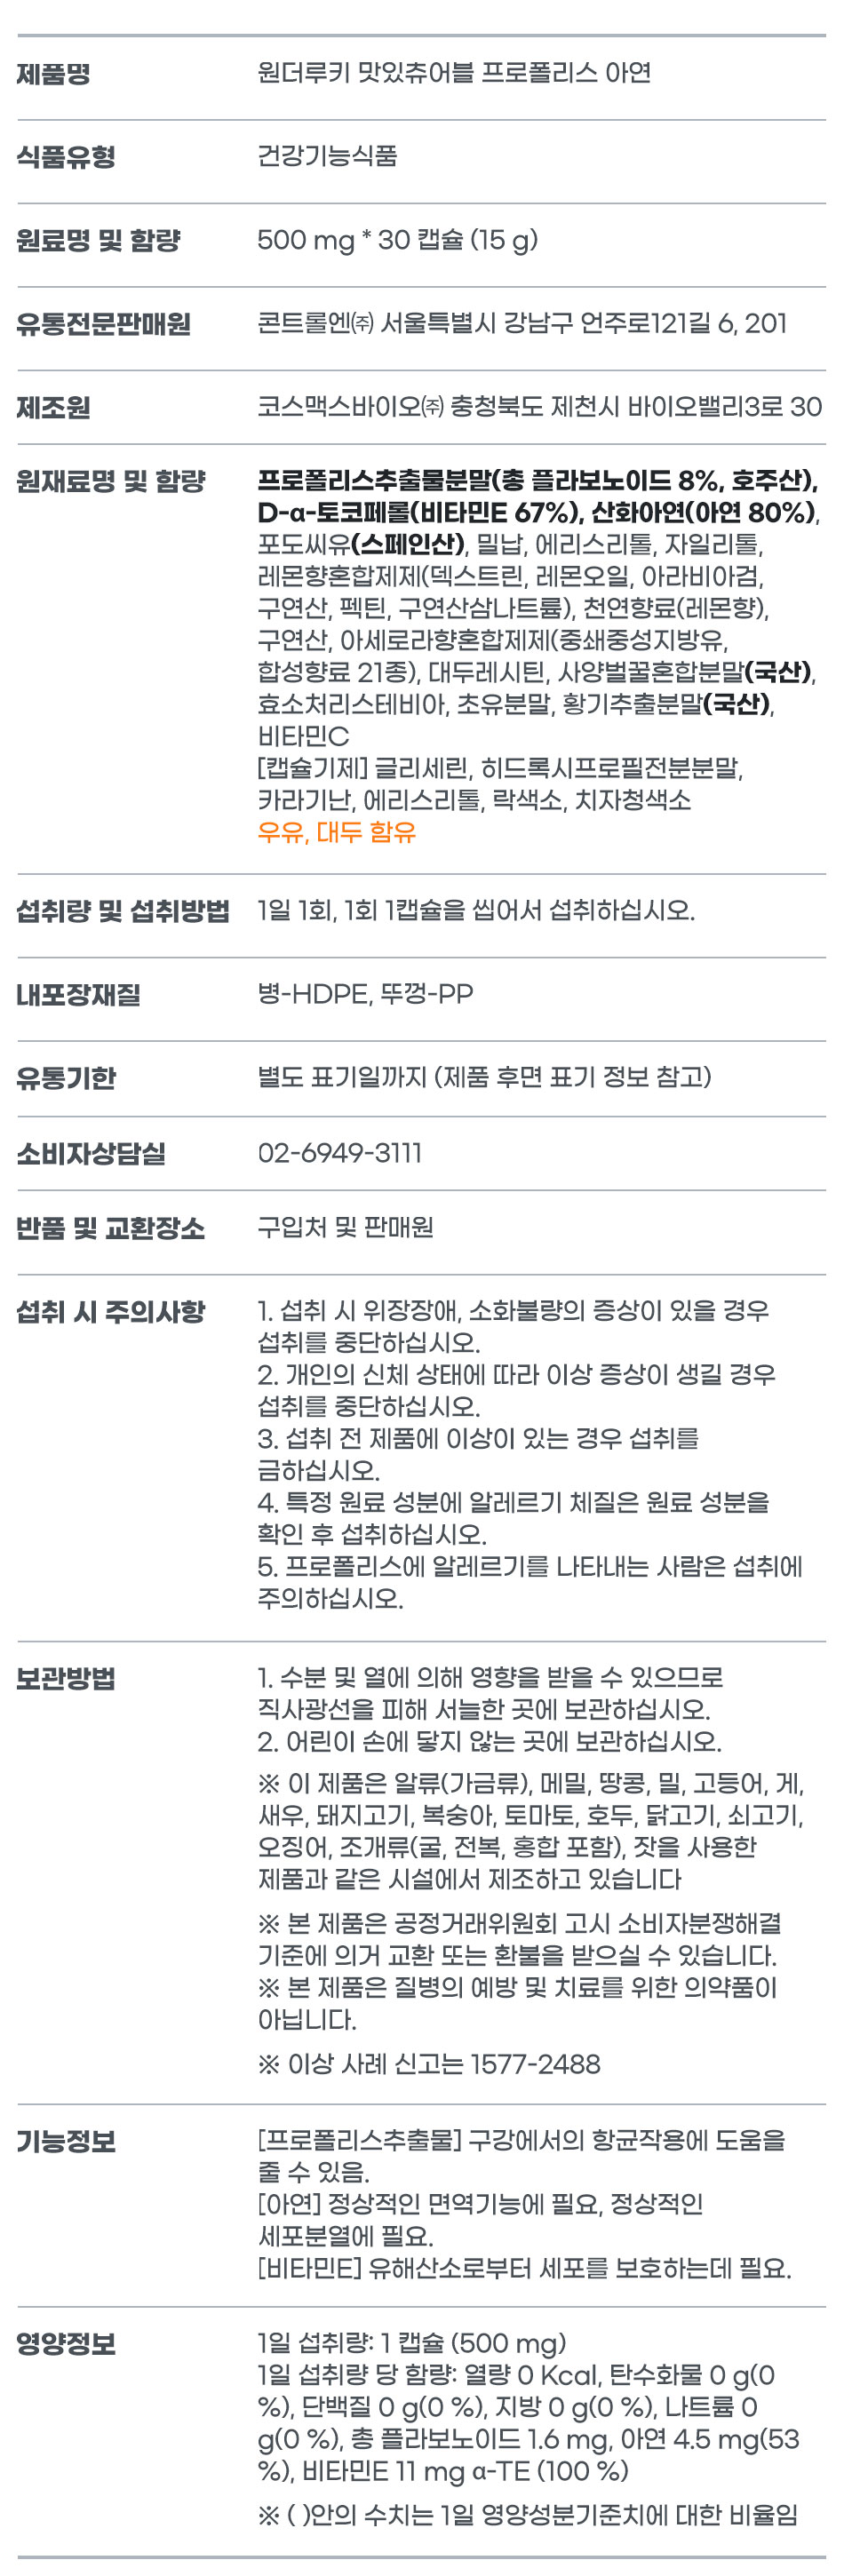 제품명 원더루키 맛있츄어블 프로폴리스 아연
식품유형 건강기능식품
원료명 및 함량 500 mg * 30 캡슐 (15 g)
유통전문판매원 콘트롤엔㈜ 서울특별시 강남구 언주로121길 6, 201
제조원 코스맥스바이오㈜ 충청북도 제천시 바이오밸리3로 30
원재료명 및 함량 프로폴리스추출물분말(총 플라보노이드 8%, 호주산),
D-α-토코페롤(비타민E 67%), 산화아연(아연 80%),
포도씨유(스페인산), 밀납, 에리스리톨, 자일리톨,
레몬향혼합제제(덱스트린, 레몬오일, 아라비아검,
구연산, 펙틴, 구연산삼나트륨), 천연향료(레몬향),
구연산, 아세로라향혼합제제(중쇄중성지방유,
합성향료 21종), 대두레시틴, 사양벌꿀혼합분말(국산),
효소처리스테비아, 초유분말, 황기추출분말(국산),
비타민C
[캡슐기제] 글리세린, 히드록시프로필전분분말,
카라기난, 에리스리톨, 락색소, 치자청색소
우유, 대두 함유
섭취량 및 섭취방법 1일 1회, 1회 1캡슐을 씹어서 섭취하십시오.
내포장재질 병-HDPE, 뚜껑-PP
유통기한 별도 표기일까지 (제품 후면 표기 정보 참고)
소비자상담실 02-6949-3111
반품 및 교환장소 구입처 및 판매원
섭취 시 주의사항 1. 섭취 시 위장장애, 소화불량의 증상이 있을 경우
섭취를 중단하십시오.
2. 개인의 신체 상태에 따라 이상 증상이 생길 경우
섭취를 중단하십시오.
3. 섭취 전 제품에 이상이 있는 경우 섭취를
금하십시오.
4. 특정 원료 성분에 알레르기 체질은 원료 성분을
확인 후 섭취하십시오.
5. 프로폴리스에 알레르기를 나타내는 사람은 섭취에
주의하십시오.
보관방법 1. 수분 및 열에 의해 영향을 받을 수 있으므로
직사광선을 피해 서늘한 곳에 보관하십시오.
2. 어린이 손에 닿지 않는 곳에 보관하십시오.
※ 이 제품은 알류(가금류), 메밀, 땅콩, 밀, 고등어, 게,
새우, 돼지고기, 복숭아, 토마토, 호두, 닭고기, 쇠고기,
오징어, 조개류(굴, 전복, 홍합 포함), 잣을 사용한
제품과 같은 시설에서 제조하고 있습니다
※ 본 제품은 공정거래위원회 고시 소비자분쟁해결
기준에 의거 교환 또는 환불을 받으실 수 있습니다.
※ 본 제품은 질병의 예방 및 치료를 위한 의약품이
아닙니다.
※ 이상 사례 신고는 1577-2488
기능정보 [프로폴리스추출물] 구강에서의 항균작용에 도움을
줄 수 있음.
[아연] 정상적인 면역기능에 필요, 정상적인
세포분열에 필요.
[비타민E] 유해산소로부터 세포를 보호하는데 필요.
영양정보 1일 섭취량: 1 캡슐 (500 mg)
1일 섭취량 당 함량: 열량 0 Kcal, 탄수화물 0 g(0
%), 단백질 0 g(0 %), 지방 0 g(0 %), 나트륨 0
g(0 %), 총 플라보노이드 1.6 mg, 아연 4.5 mg(53
%), 비타민E 11 mg α-TE (100 %)
※ ( )안의 수치는 1일 영양성분기준치에 대한 비율임